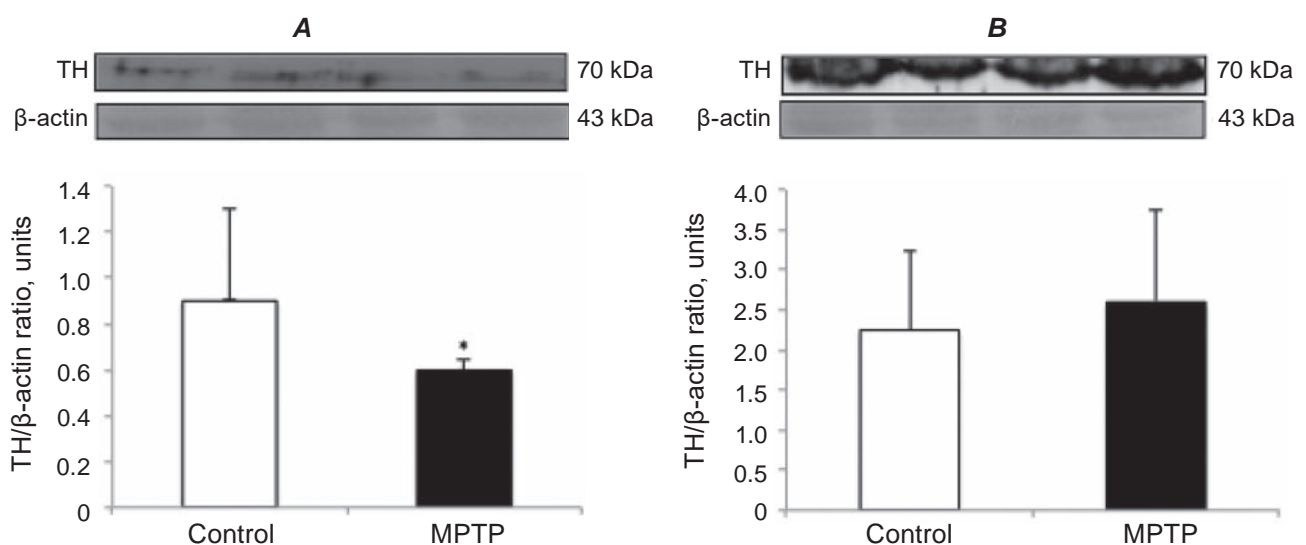 A
TH 70 kDa
β-actin 43 kDa
TH/β-actin ratio, units
1.4
1.2
1.0
0.8
0.6
0.4
0.2
0
*
Control MPTP
B
TH 70 kDa
β-actin 43 kDa
TH/β-actin ratio, units
4.0
3.5
3.0
2.5
2.0
1.5
1.0
0.5
0
Control MPTP